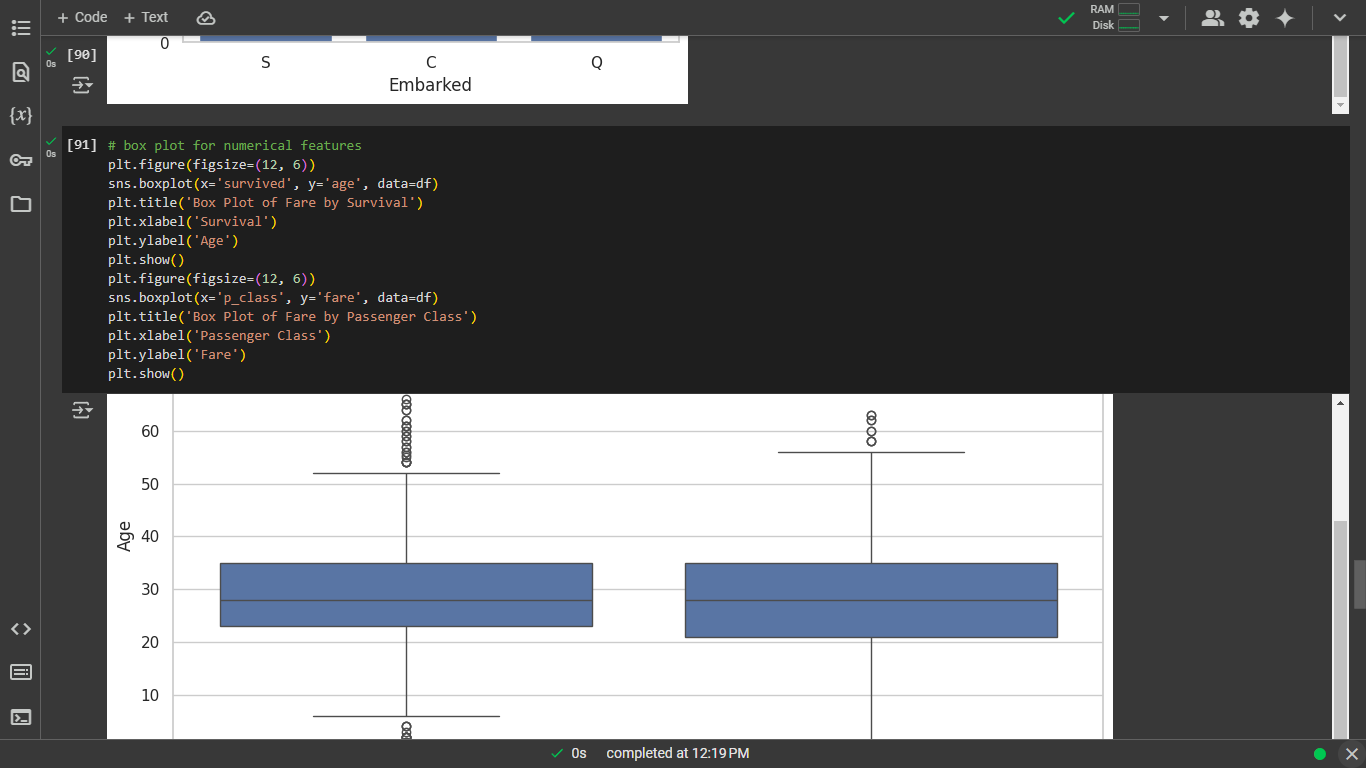 + Code + Text
RAM
Disk
[90]
0s
0
S C Q
Embarked
{x}
[91]
0s
# box plot for numerical features
plt.figure(figsize=(12, 6))
sns.boxplot(x='survived', y='age', data=df)
plt.title('Box Plot of Fare by Survival')
plt.xlabel('Survival')
plt.ylabel('Age')
plt.show()
plt.figure(figsize=(12, 6))
sns.boxplot(x='p_class', y='fare', data=df)
plt.title('Box Plot of Fare by Passenger Class')
plt.xlabel('Passenger Class')
plt.ylabel('Fare')
plt.show()
60
50
Age
40
30
20
10
0s completed at 12:19 PM